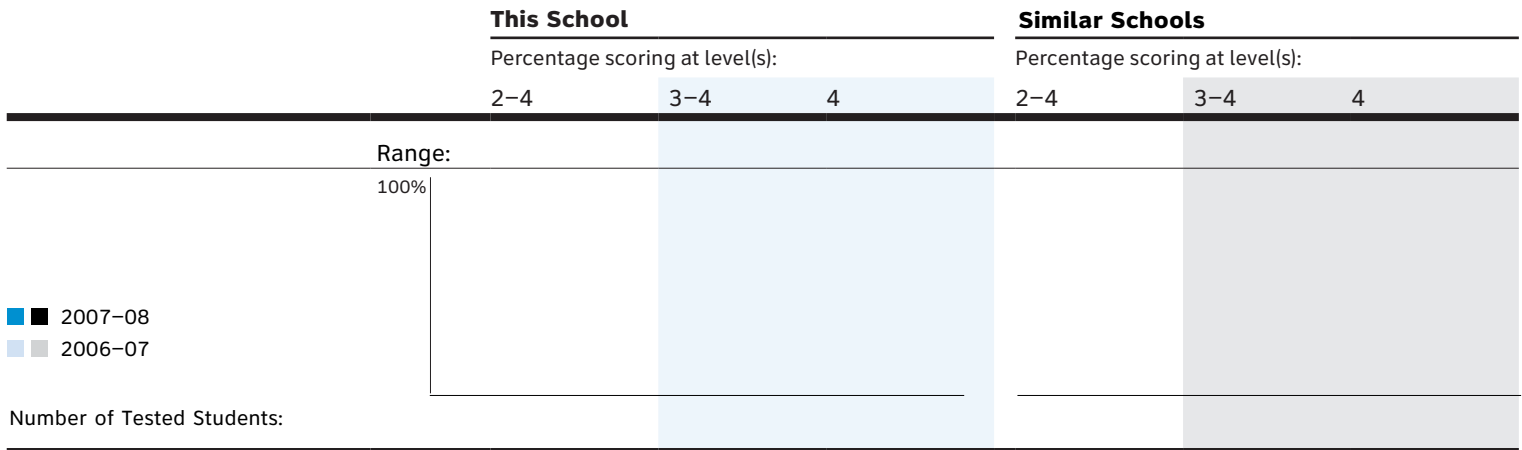 This School Similar Schools
Percentage scoring at level(s): Percentage scoring at level(s):
2–4 3–4 4 2–4 3–4 4
Range:
100%
2007–08
2006–07
Number of Tested Students: